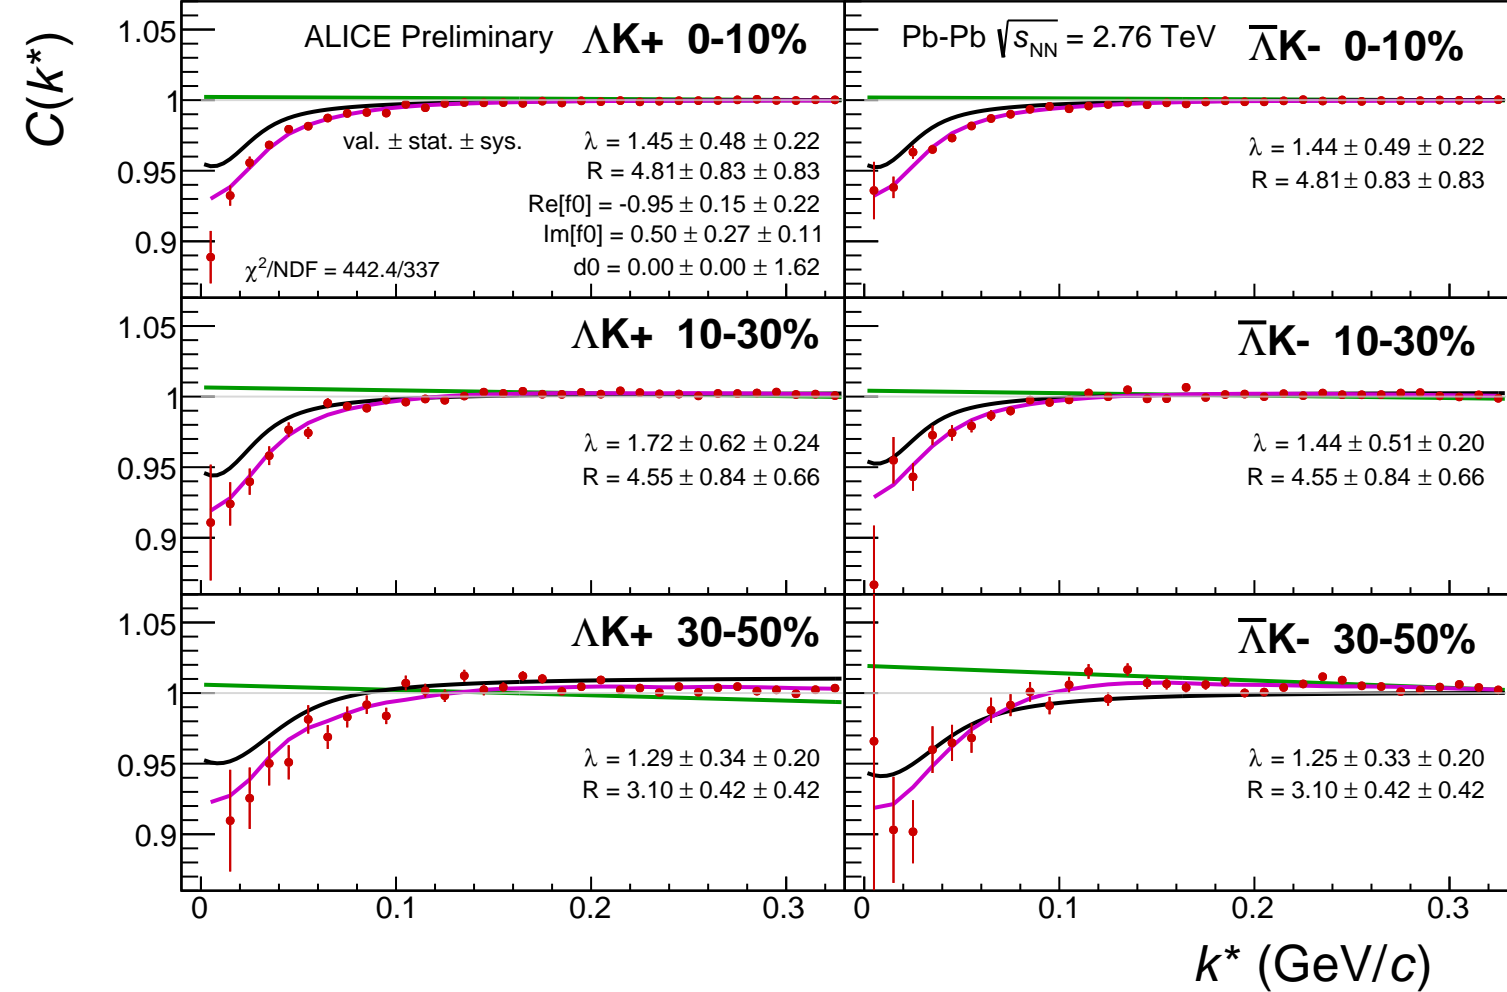 C(k*)
ALICE Preliminary ΛK+ 0-10%
1.05
1
0.95
0.9
val. ± stat. ± sys.
λ = 1.45 ± 0.48 ± 0.22
R = 4.81± 0.83 ± 0.83
Re[f0] = -0.95 ± 0.15 ± 0.22
Im[f0] = 0.50 ± 0.27 ± 0.11
d0 = 0.00 ± 0.00 ± 1.62
χ²/NDF = 442.4/337
Pb-Pb √s_NN = 2.76 TeV Λ̅K- 0-10%
λ = 1.44 ± 0.49 ± 0.22
R = 4.81 ± 0.83 ± 0.83
ΛK+ 10-30%
1.05
1
0.95
0.9
λ = 1.72 ± 0.62 ± 0.24
R = 4.55 ± 0.84 ± 0.66
Λ̅K- 10-30%
λ = 1.44 ± 0.51 ± 0.20
R = 4.55 ± 0.84 ± 0.66
ΛK+ 30-50%
1.05
1
0.95
0.9
λ = 1.29 ± 0.34 ± 0.20
R = 3.10 ± 0.42 ± 0.42
Λ̅K- 30-50%
λ = 1.25 ± 0.33 ± 0.20
R = 3.10 ± 0.42 ± 0.42
0 0.1 0.2 0.3
0 0.1 0.2 0.3
k* (GeV/c)